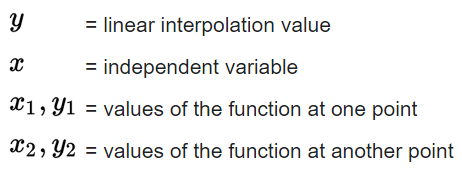 y = linear interpolation value
x = independent variable
x₁, y₁ = values of the function at one point
x₂, y₂ = values of the function at another point